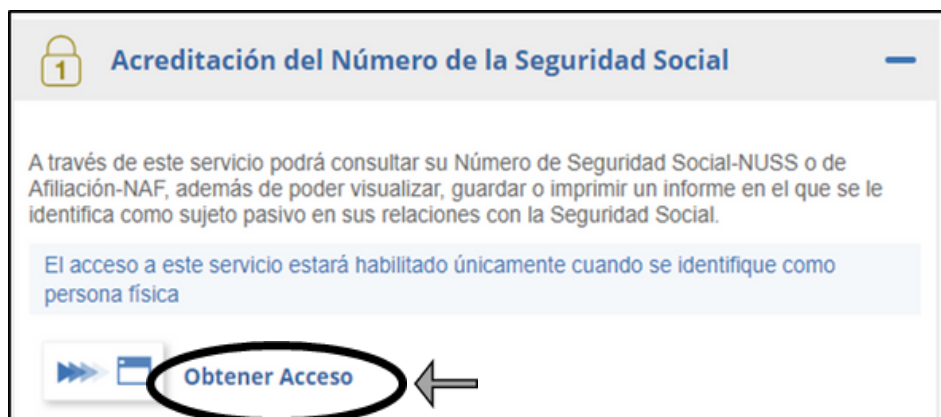 1
Acreditación del Número de la Seguridad Social
A través de este servicio podrá consultar su Número de Seguridad Social-NUSS o de
Afiliación-NAF, además de poder visualizar, guardar o imprimir un informe en el que se le
identifica como sujeto pasivo en sus relaciones con la Seguridad Social.
El acceso a este servicio estará habilitado únicamente cuando se identifique como
persona física
Obtener Acceso